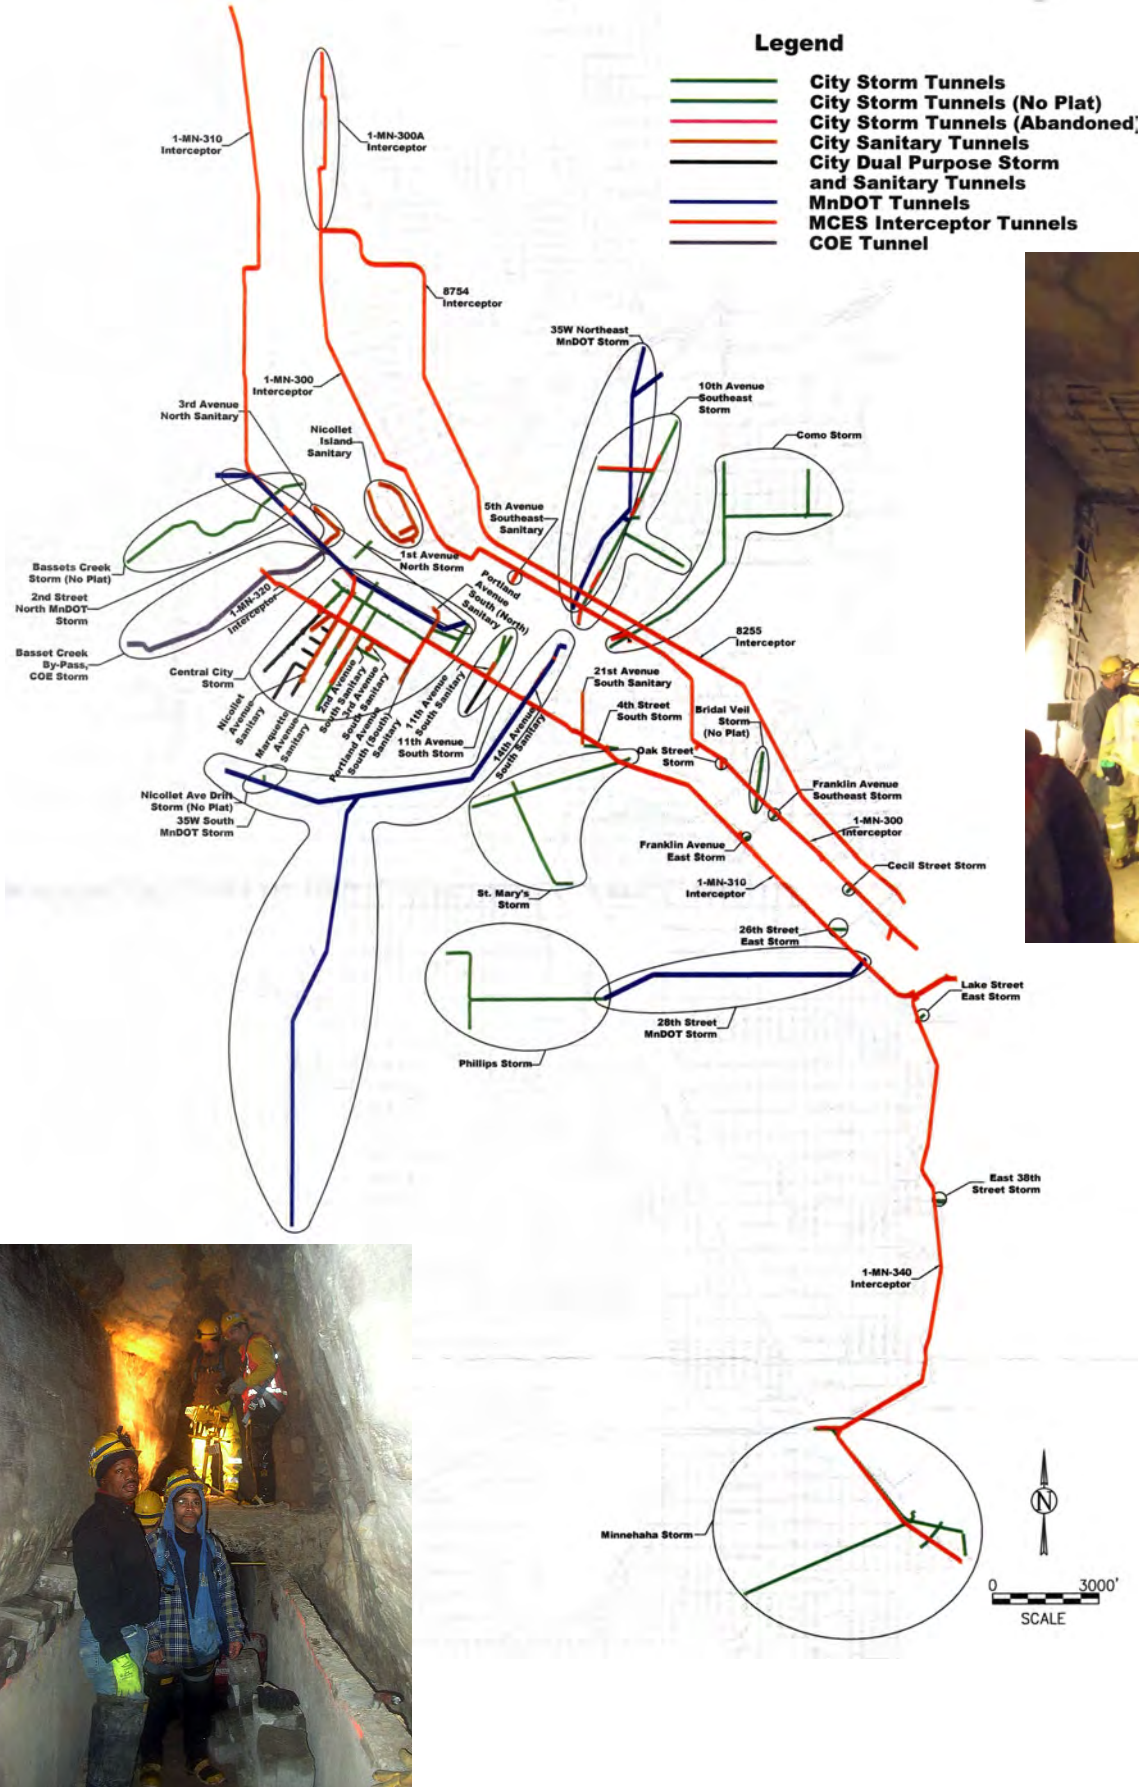 Legend
City Storm Tunnels
City Storm Tunnels (No Plat)
City Storm Tunnels (Abandoned)
City Sanitary Tunnels
City Dual Purpose Storm
and Sanitary Tunnels
MnDOT Tunnels
MCES Interceptor Tunnels
COE Tunnel
1-MN-310
Interceptor
1-MN-300A
Interceptor
8754
Interceptor
35W Northeast
MnDOT Storm
1-MN-300
Interceptor
10th Avenue
Southeast
Storm
3rd Avenue
North Sanitary
Nicollet
Island
Sanitary
Como Storm
5th Avenue
Southeast
Sanitary
Bassets Creek
Storm (No Plat)
1st Avenue
North Storm
2nd Street
North MnDOT
Storm
1-MN-320
Interceptor
Portland
Avenue
South (North)
Sanitary
8255
Interceptor
Basset Creek
By-Pass,
COE Storm
Central City
Storm
21st Avenue
South Sanitary
4th Street
South Storm
Bridal Veil
Storm
(No Plat)
Nicollet
Avenue
Sanitary
Marquette
Avenue
Sanitary
2nd Avenue
South Sanitary
3rd Avenue
South Sanitary
Portland Avenue
South (South)
Sanitary
11th Avenue
South Sanitary
11th Avenue
South Storm
14th Avenue
South Sanitary
Oak Street
Storm
Nicollet Ave Drift
Storm (No Plat)
35W South
MnDOT Storm
Franklin Avenue
Southeast Storm
1-MN-300
Interceptor
Franklin Avenue
East Storm
Cecil Street Storm
1-MN-310
Interceptor
St. Mary's
Storm
26th Street
East Storm
Lake Street
East Storm
28th Street
MnDOT Storm
Phillips Storm
East 38th
Street Storm
1-MN-340
Interceptor
Minnehaha Storm
N
0 3000'
SCALE